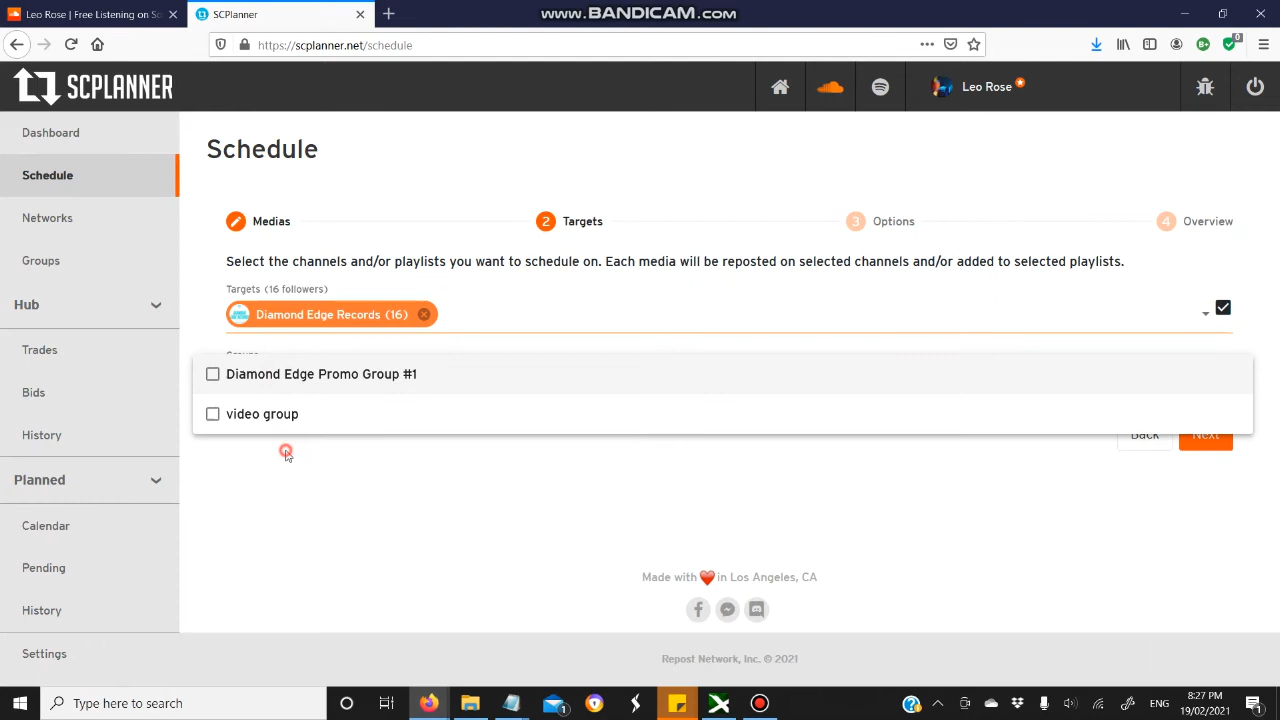 Leo Rose | Free Listening on So
SCPlanner
www.BANDICAM.com
https://scplanner.net/schedule
0
SCPLANNER
Leo Rose
Dashboard
Schedule
Networks
Groups
Hub
Trades
Bids
History
Planned
Calendar
Pending
History
Settings
Schedule
Medias
2 Targets
3 Options
4 Overview
Select the channels and/or playlists you want to schedule on. Each media will be reposted on selected channels and/or added to selected playlists.
Targets (16 followers)
Diamond Edge Records (16)
Groups
Diamond Edge Promo Group #1
video group
Back
Next
Made with ❤ in Los Angeles, CA
Repost Network, Inc. © 2021
Type here to search
1
ENG
8:27 PM
19/02/2021
1